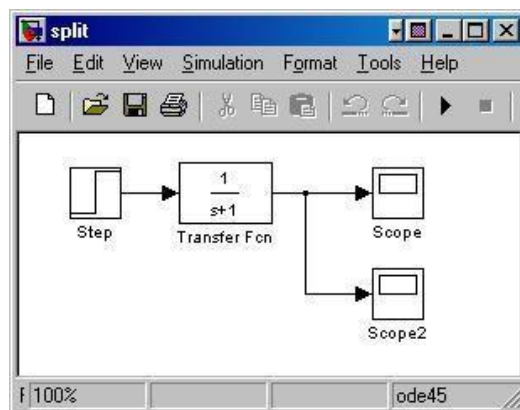 split
File Edit View Simulation Format Tools Help
1
s+1
Step
Transfer Fcn
Scope
Scope2
F 100% ode45